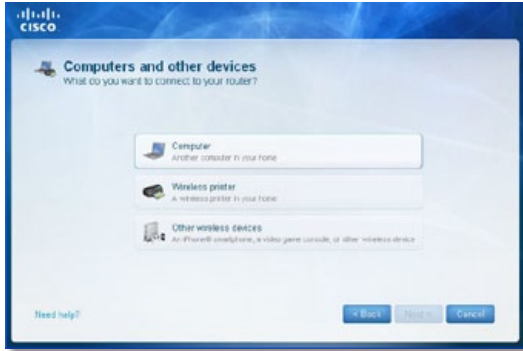 CISCO
Computers and other devices
What do you want to connect to your router?
Computer
Another computer in your home
Wireless printer
A wireless printer in your home
Other wireless devices
An iPhone® smartphone, a video game console, or other wireless device
Need help?
< Back
Next >
Cancel